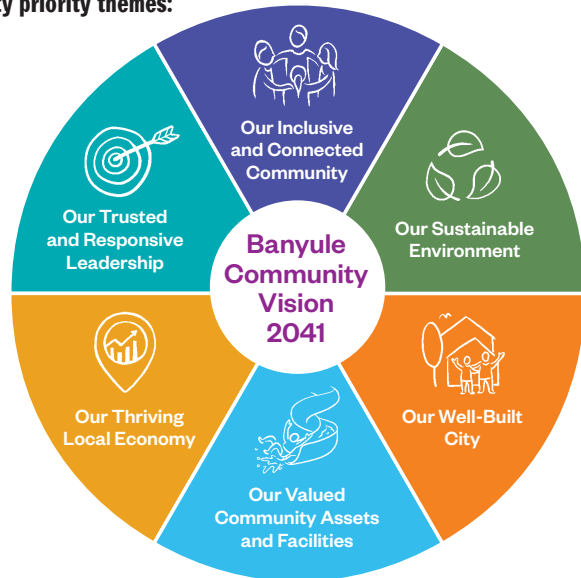 ty priority themes:
Our Inclusive
and Connected
Community
Our Sustainable
Environment
Our Well-Built
City
Our Valued
Community Assets
and Facilities
Our Thriving
Local Economy
Our Trusted
and Responsive
Leadership
Banyule
Community
Vision
2041